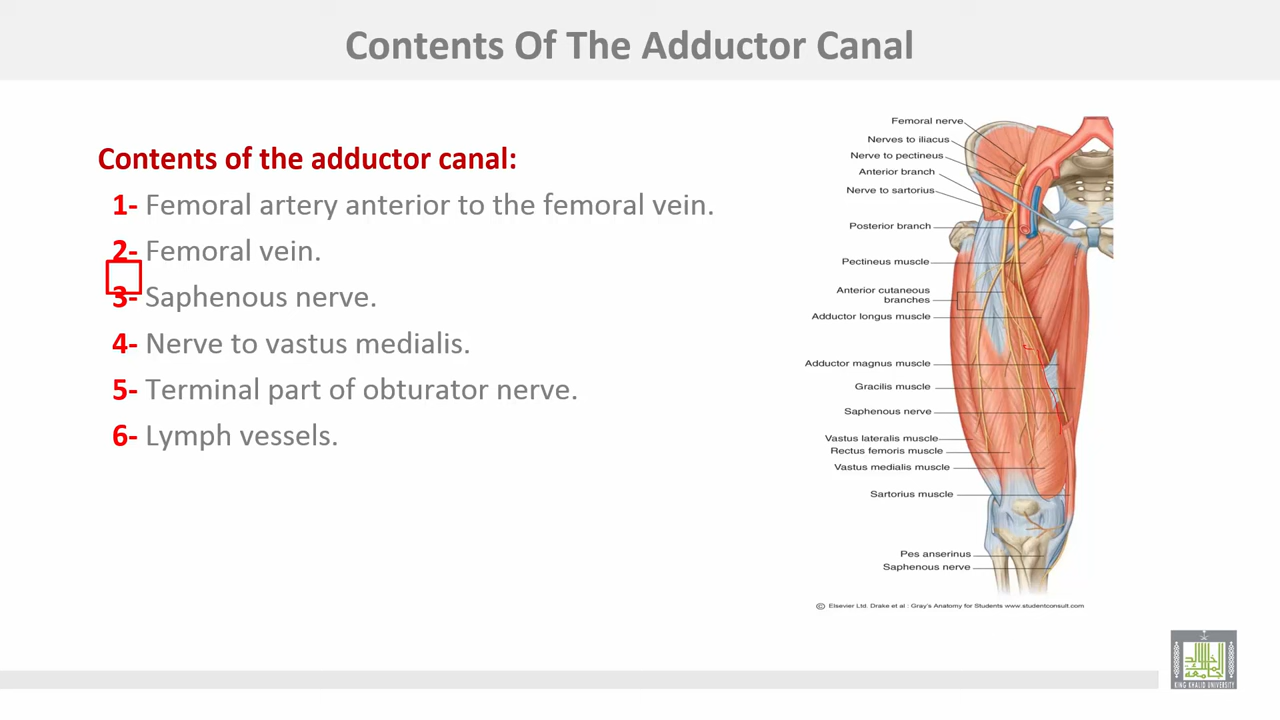 Contents Of The Adductor Canal
Contents of the adductor canal:
1- Femoral artery anterior to the femoral vein.
2- Femoral vein.
3- Saphenous nerve.
4- Nerve to vastus medialis.
5- Terminal part of obturator nerve.
6- Lymph vessels.
Femoral nerve
Nerves to iliacus
Nerve to pectineus
Anterior branch
Nerve to sartorius
Posterior branch
Pectineus muscle
Anterior cutaneous
branches
Adductor longus muscle
Adductor magnus muscle
Gracilis muscle
Saphenous nerve
Vastus lateralis muscle
Rectus femoris muscle
Vastus medialis muscle
Sartorius muscle
Pes anserinus
Saphenous nerve
© Elsevier Ltd. Drake et al : Gray's Anatomy for Students www.studentconsult.com
KING KHALID UNIVERSITY